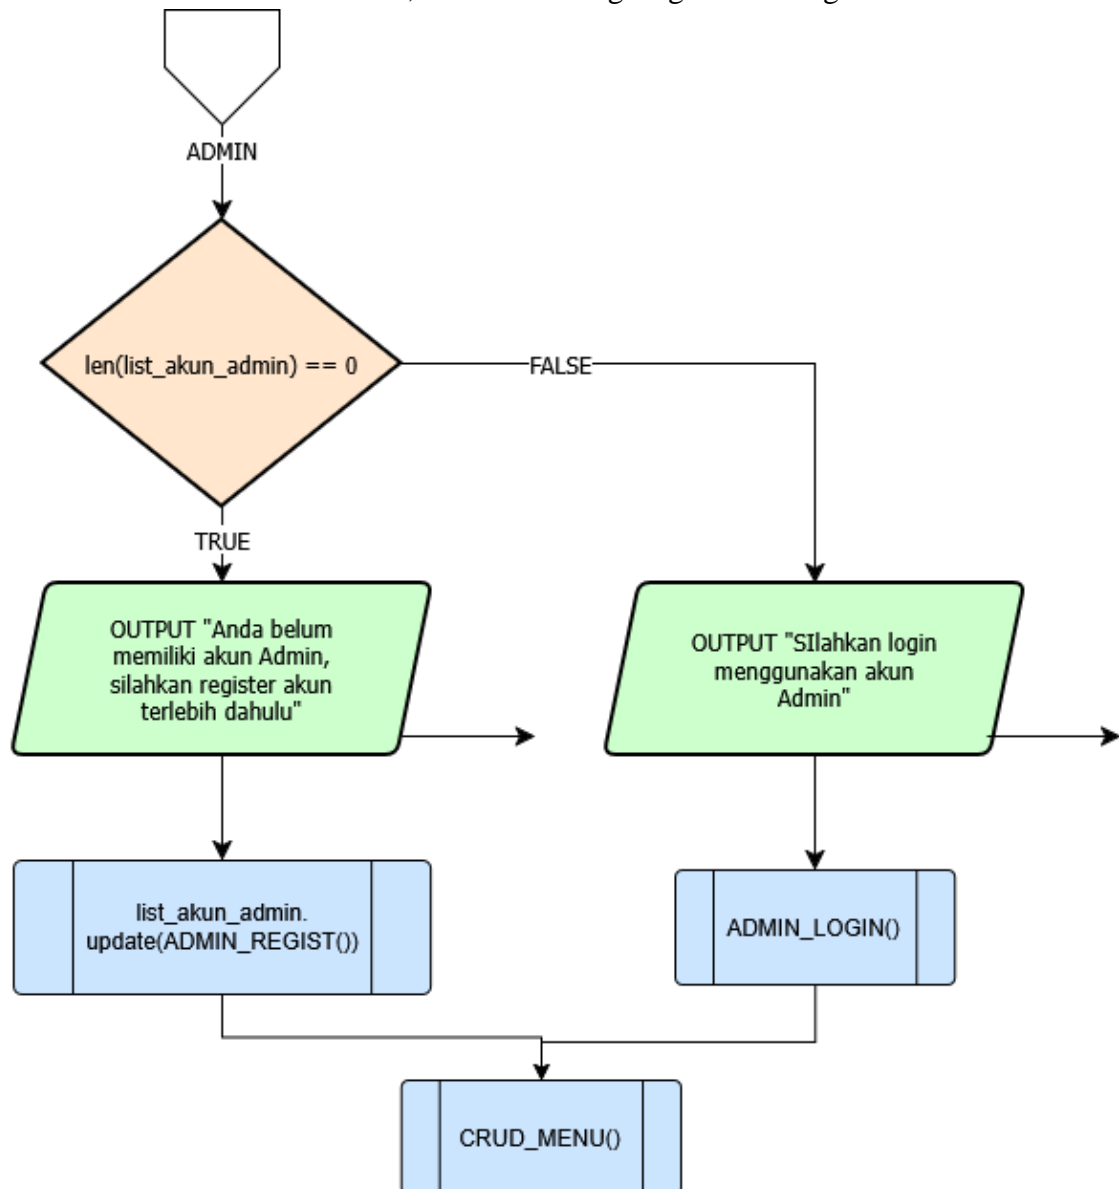 ADMIN
len(list_akun_admin) == 0
FALSE
TRUE
OUTPUT "Anda belum
memiliki akun Admin,
silahkan register akun
terlebih dahulu"
OUTPUT "SIlahkan login
menggunakan akun
Admin"
list_akun_admin.
update(ADMIN_REGIST())
ADMIN_LOGIN()
CRUD_MENU()